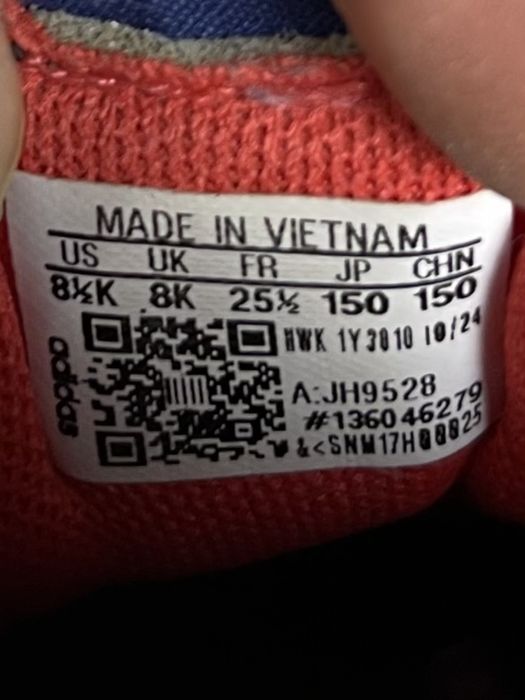 MADE IN VIETNAM
US UK FR JP CHN
8½K 8K 25½ 150 150
HWK 1Y3010 10/24
adidas
A:JH9528
#136046279
&<SNM17H00025